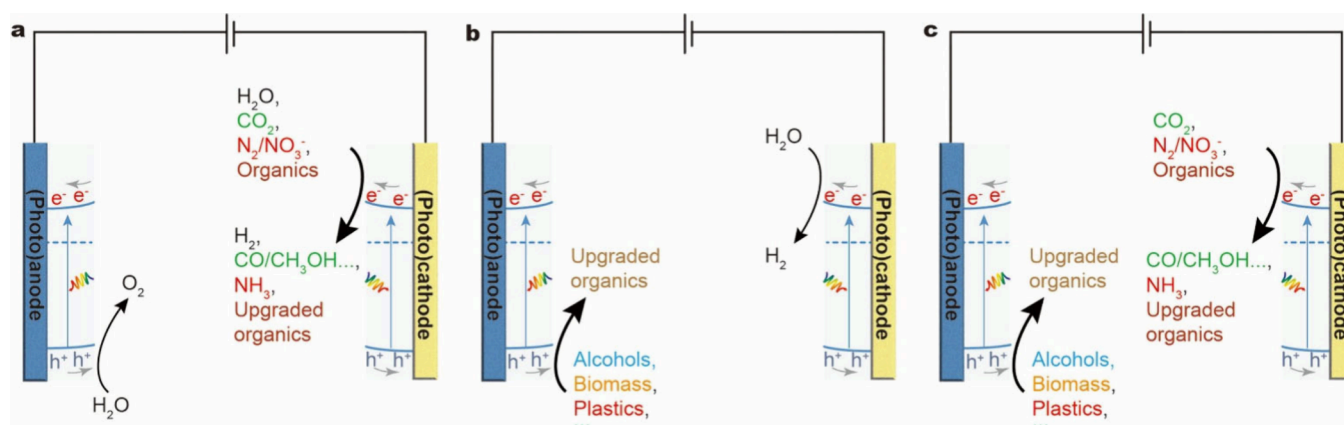 a
H₂O,
CO₂,
N₂/NO₃⁻,
Organics
(Photo)anode
e⁻ e⁻
e⁻ e⁻
(Photo)cathode
H₂,
CO/CH₃OH...,
NH₃,
Upgraded
organics
O₂
h⁺ h⁺
h⁺ h⁺
H₂O
b
H₂O
(Photo)anode
e⁻ e⁻
e⁻ e⁻
(Photo)cathode
H₂
Upgraded
organics
h⁺ h⁺
h⁺ h⁺
Alcohols,
Biomass,
Plastics,
c
CO₂,
N₂/NO₃⁻,
Organics
(Photo)anode
e⁻ e⁻
e⁻ e⁻
(Photo)cathode
Upgraded
organics
CO/CH₃OH...,
NH₃,
Upgraded
organics
h⁺ h⁺
h⁺ h⁺
Alcohols,
Biomass,
Plastics,